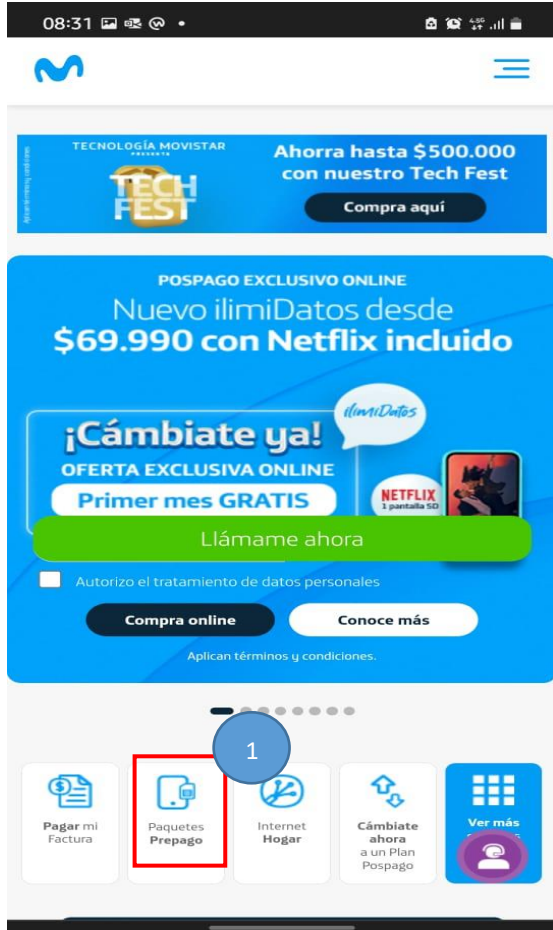 08:31
TECNOLOGÍA MOVISTAR
PRESENTA
TECH
FEST
Ahorra hasta $500.000
con nuestro Tech Fest
Compra aquí
POSPAGO EXCLUSIVO ONLINE
Nuevo ilimiDatos desde
$69.990 con Netflix incluido
ilimiDatos
¡Cámbiate ya!
OFERTA EXCLUSIVA ONLINE
Primer mes GRATIS
NETFLIX
1 pantalla SD
Llámame ahora
Autorizo el tratamiento de datos personales
Compra online
Conoce más
Aplican términos y condiciones.
1
Pagar mi
Factura
Paquetes
Prepago
Internet
Hogar
Cámbiate
ahora
a un Plan
Pospago
Ver más